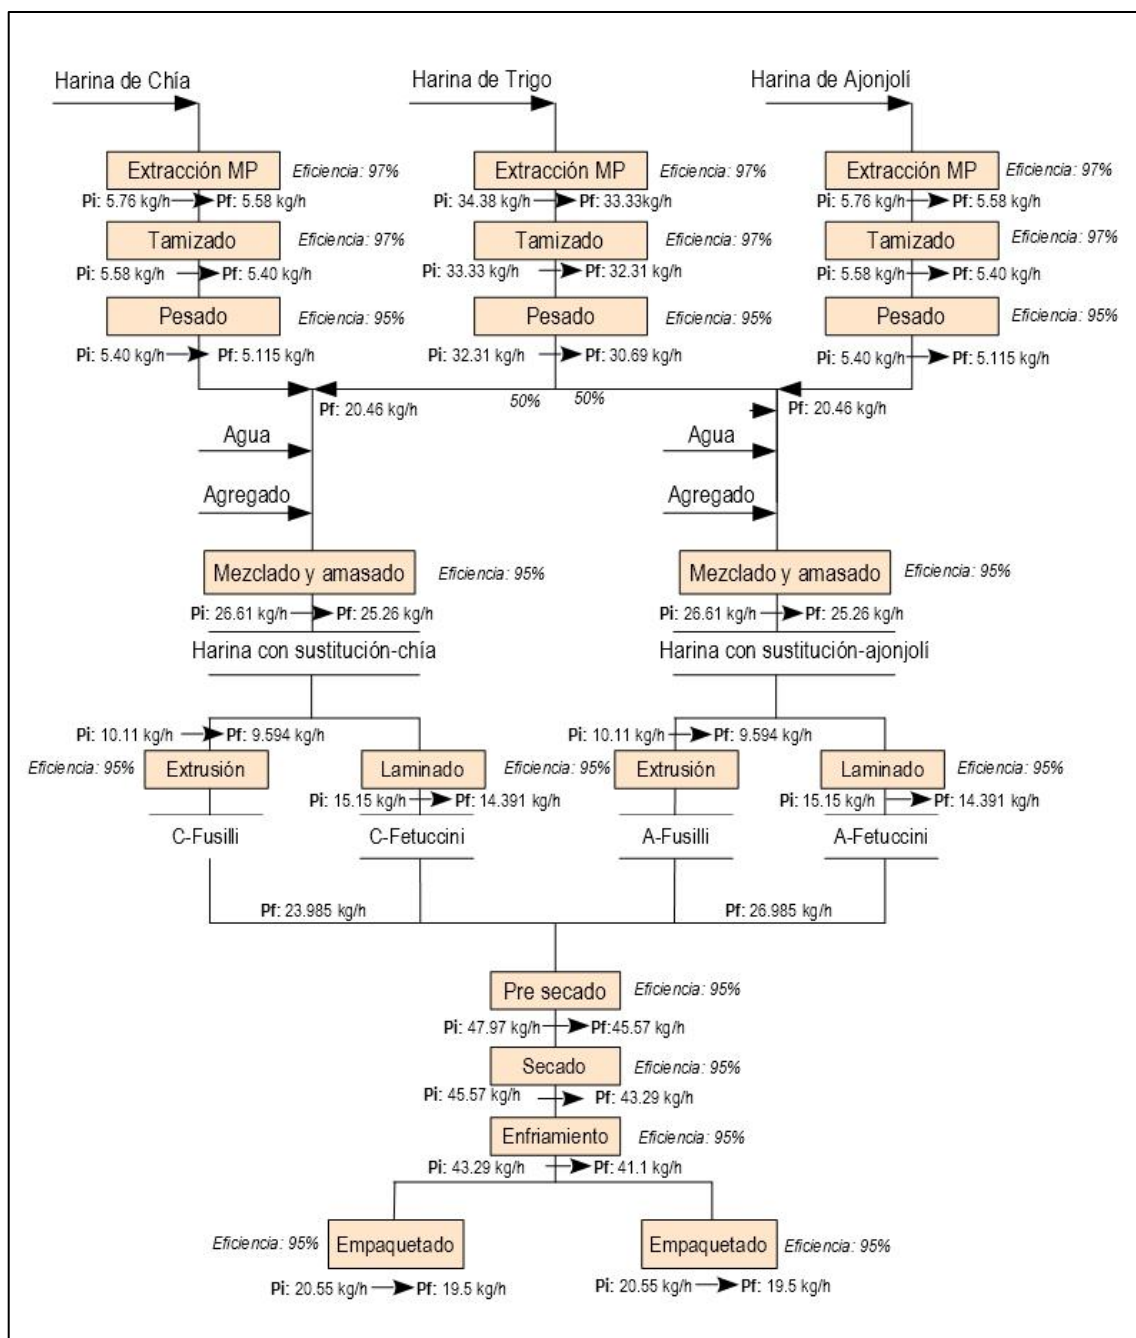 Harina de Chía
Harina de Trigo
Harina de Ajonjolí
Extracción MP
Eficiencia: 97%
Extracción MP
Eficiencia: 97%
Extracción MP
Eficiencia: 97%
Pi: 5.76 kg/h Pf: 5.58 kg/h
Pi: 34.38 kg/h Pf: 33.33kg/h
Pi: 5.76 kg/h Pf: 5.58 kg/h
Tamizado
Eficiencia: 97%
Tamizado
Eficiencia: 97%
Tamizado
Eficiencia: 97%
Pi: 5.58 kg/h Pf: 5.40 kg/h
Pi: 33.33 kg/h Pf: 32.31 kg/h
Pi: 5.58 kg/h Pf: 5.40 kg/h
Pesado
Eficiencia: 95%
Pesado
Eficiencia: 95%
Pesado
Eficiencia: 95%
Pi: 5.40 kg/h Pf: 5.115 kg/h
Pi: 32.31 kg/h Pf: 30.69 kg/h
Pi: 5.40 kg/h Pf: 5.115 kg/h
Pf: 20.46 kg/h
50% 50%
Pf: 20.46 kg/h
Agua
Agua
Agregado
Agregado
Mezclado y amasado
Eficiencia: 95%
Mezclado y amasado
Eficiencia: 95%
Pi: 26.61 kg/h Pf: 25.26 kg/h
Pi: 26.61 kg/h Pf: 25.26 kg/h
Harina con sustitución-chía
Harina con sustitución-ajonjolí
Pi: 10.11 kg/h Pf: 9.594 kg/h
Pi: 10.11 kg/h Pf: 9.594 kg/h
Eficiencia: 95%
Extrusión
Laminado
Eficiencia: 95%
Extrusión
Laminado
Eficiencia: 95%
Pi: 15.15 kg/h Pf: 14.391 kg/h
Pi: 15.15 kg/h Pf: 14.391 kg/h
C-Fusilli
C-Fetuccini
A-Fusilli
A-Fetuccini
Pf: 23.985 kg/h
Pf: 26.985 kg/h
Pre secado
Eficiencia: 95%
Pi: 47.97 kg/h Pf:45.57 kg/h
Secado
Eficiencia: 95%
Pi: 45.57 kg/h Pf: 43.29 kg/h
Enfriamiento
Eficiencia: 95%
Pi: 43.29 kg/h Pf: 41.1 kg/h
Eficiencia: 95%
Empaquetado
Empaquetado
Eficiencia: 95%
Pi: 20.55 kg/h Pf: 19.5 kg/h
Pi: 20.55 kg/h Pf: 19.5 kg/h